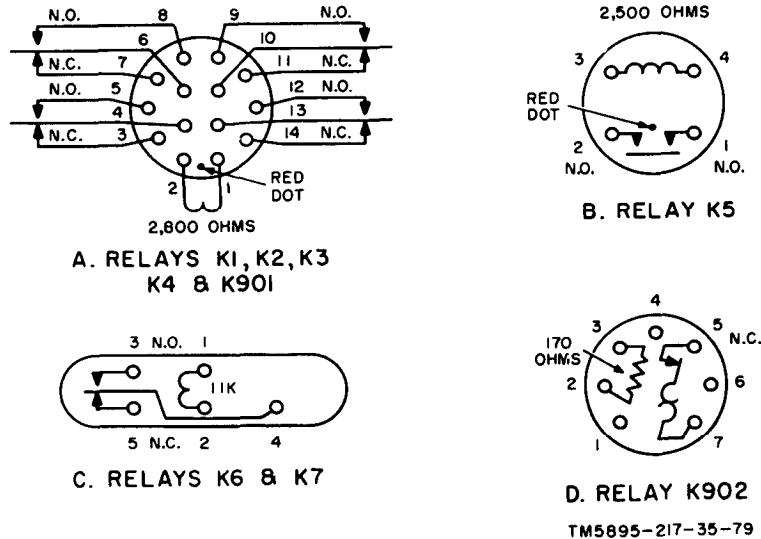 N.O. 8 9 N.O.
6 10
N.C. 7 11 N.C.
N.O. 5 12 N.O.
4 13
N.C. 3 14 N.C.
2 1 RED
DOT
2,800 OHMS
A. RELAYS K1, K2, K3
K4 & K901
2,500 OHMS
3 4
RED
DOT
2 1
N.O. N.O.
B. RELAY K5
3 N.O. 1
11K
5 N.C. 2 4
C. RELAYS K6 & K7
4
3 5 N.C.
170
OHMS
2 6
1 7
D. RELAY K902
TM5895-217-35-79